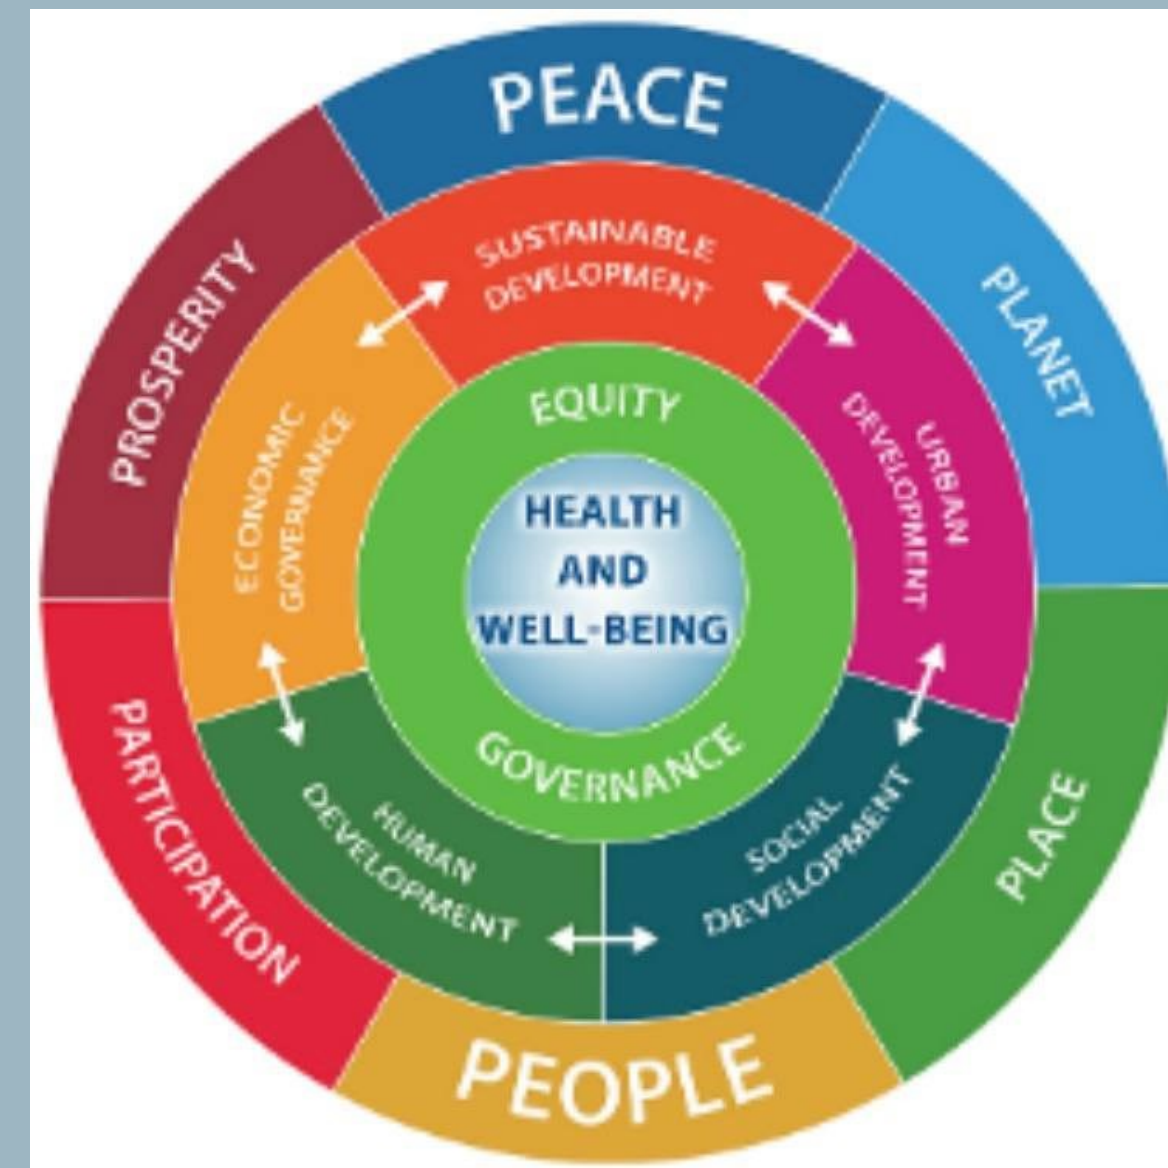 PEACE
PLANET
PLACE
PEOPLE
PARTICIPATION
PROSPERITY
SUSTAINABLE
DEVELOPMENT
URBAN
DEVELOPMENT
SOCIAL
DEVELOPMENT
HUMAN
DEVELOPMENT
ECONOMIC
GOVERNANCE
EQUITY
GOVERNANCE
HEALTH
AND
WELL-BEING